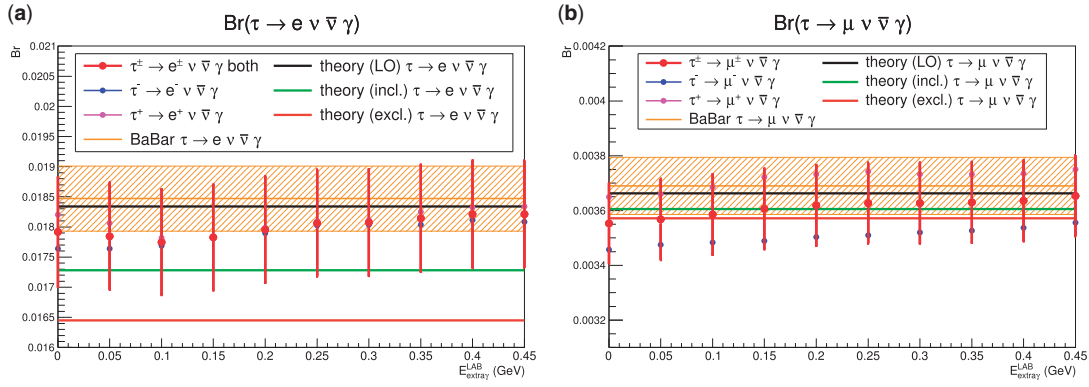 (a)
Br(τ → e ν ν̅ γ)
Br
0.021
0.0205
0.02
0.0195
0.019
0.0185
0.018
0.0175
0.017
0.0165
0.016
τ± → e± ν ν̅ γ both
τ- → e- ν ν̅ γ
τ+ → e+ ν ν̅ γ
BaBar τ → e ν ν̅ γ
theory (LO) τ → e ν ν̅ γ
theory (incl.) τ → e ν ν̅ γ
theory (excl.) τ → e ν ν̅ γ
0 0.05 0.1 0.15 0.2 0.25 0.3 0.35 0.4 0.45
E^LAB_extraγ (GeV)
(b)
Br(τ → μ ν ν̅ γ)
Br
0.0042
0.004
0.0038
0.0036
0.0034
0.0032
τ± → μ± ν ν̅ γ
τ- → μ- ν ν̅ γ
τ+ → μ+ ν ν̅ γ
BaBar τ → μ ν ν̅ γ
theory (LO) τ → μ ν ν̅ γ
theory (incl.) τ → μ ν ν̅ γ
theory (excl.) τ → μ ν ν̅ γ
0 0.05 0.1 0.15 0.2 0.25 0.3 0.35 0.4 0.45
E^LAB_extraγ (GeV)